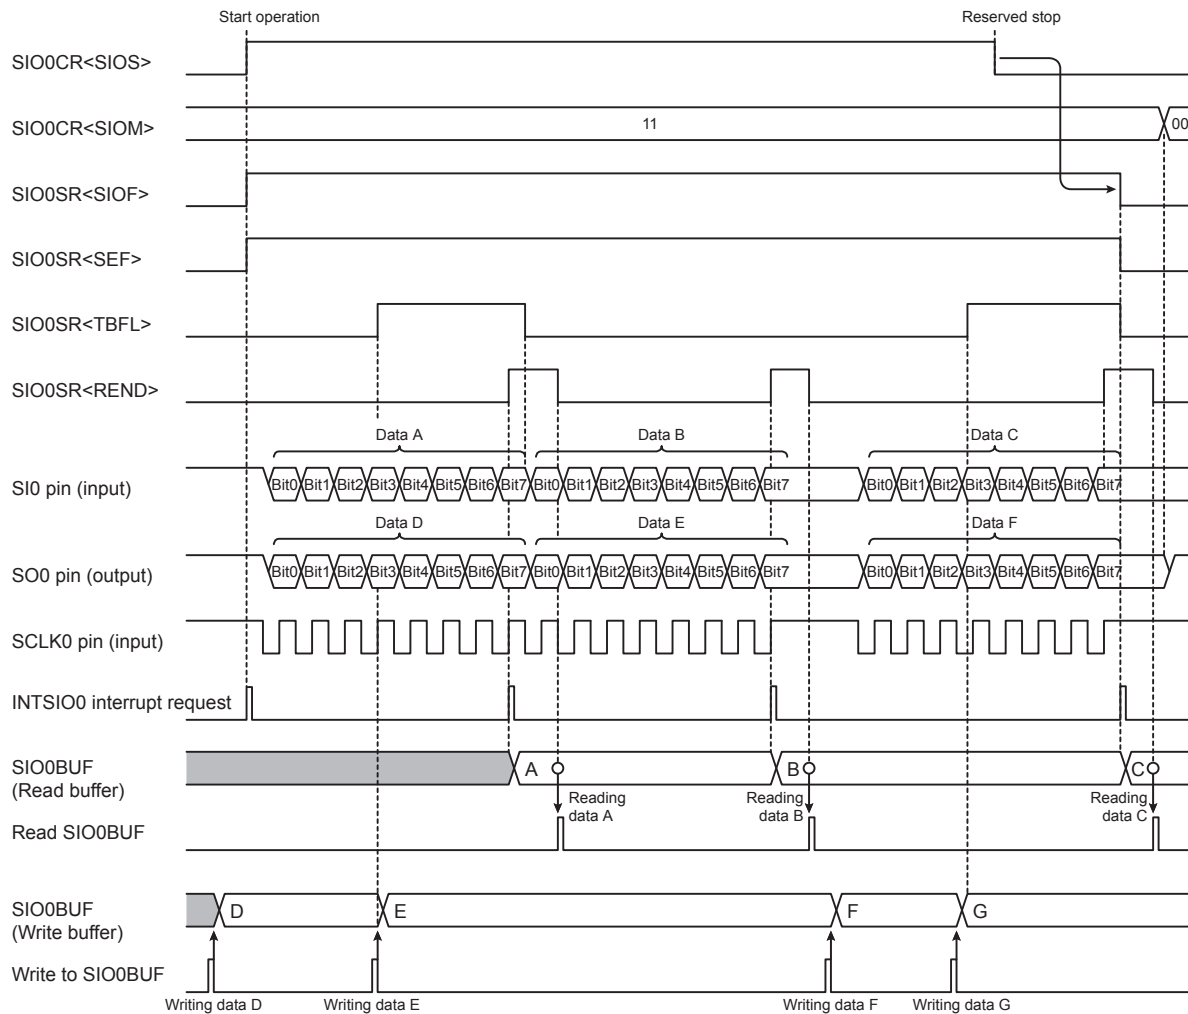 Start operation
Reserved stop
SIO0CR<SIOS>
SIO0CR<SIOM>
11
00
SIO0SR<SIOF>
SIO0SR<SEF>
SIO0SR<TBFL>
SIO0SR<REND>
Data A
Data B
Data C
SI0 pin (input)
Bit0 Bit1 Bit2 Bit3 Bit4 Bit5 Bit6 Bit7 Bit0 Bit1 Bit2 Bit3 Bit4 Bit5 Bit6 Bit7 Bit0 Bit1 Bit2 Bit3 Bit4 Bit5 Bit6 Bit7
Data D
Data E
Data F
SO0 pin (output)
Bit0 Bit1 Bit2 Bit3 Bit4 Bit5 Bit6 Bit7 Bit0 Bit1 Bit2 Bit3 Bit4 Bit5 Bit6 Bit7 Bit0 Bit1 Bit2 Bit3 Bit4 Bit5 Bit6 Bit7
SCLK0 pin (input)
INTSIO0 interrupt request
SIO0BUF
(Read buffer)
A
B
C
Reading
data A
Reading
data B
Reading
data C
Read SIO0BUF
SIO0BUF
(Write buffer)
D
E
F
G
Write to SIO0BUF
Writing data D
Writing data E
Writing data F
Writing data G